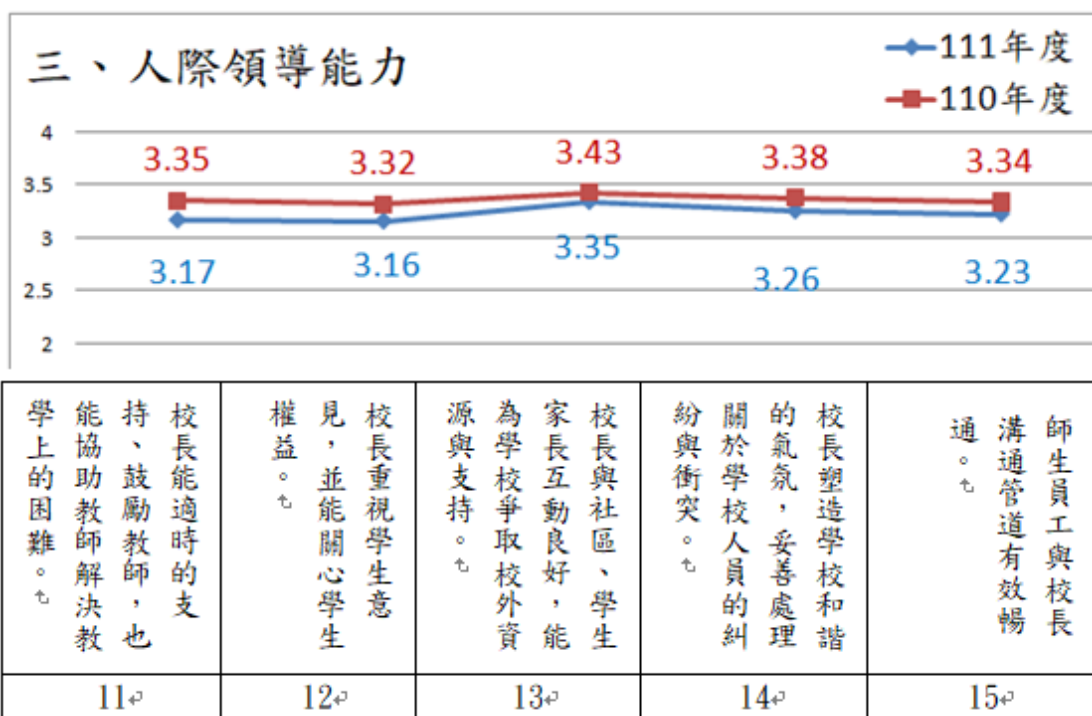 三、人際領導能力
111年度
110年度
4
3.5
3
2.5
2
3.35
3.32
3.43
3.38
3.34
3.17
3.16
3.35
3.26
3.23
校長能適時的支
持、鼓勵教師，也
能協助教師解決教
學上的困難。
校長重視學生意
見，並能關心學生
權益。
校長與社區、學生
家長互動良好，能
為學校爭取校外資
源與支持。
校長塑造學校和諧
的氣氛，妥善處理
關於學校人員的糾
紛與衝突。
師生員工與校長
溝通管道有效暢
通。
11
12
13
14
15